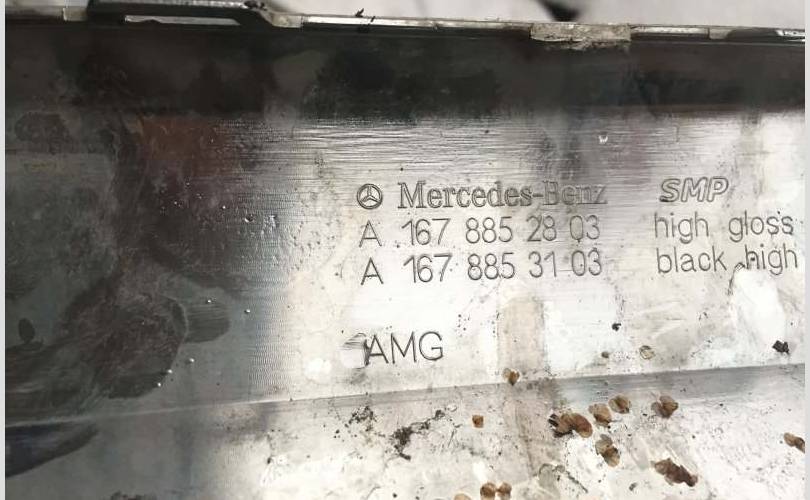 Mercedes-Benz SMP
A 167 885 28 03 high gloss
A 167 885 31 03 black high
AMG